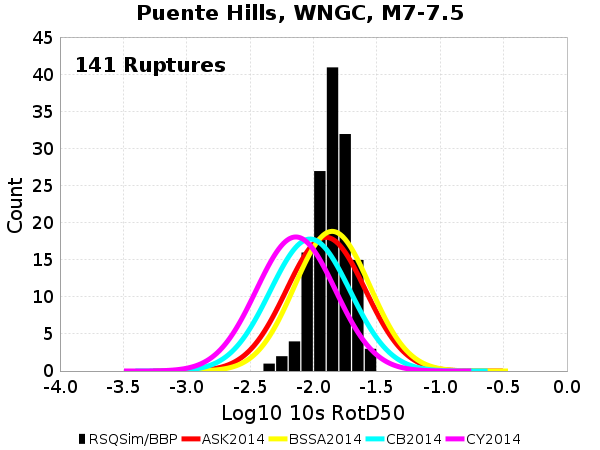 Puente Hills, WNGC, M7-7.5
141 Ruptures
Count
45
40
35
30
25
20
15
10
5
0
-4.0 -3.5 -3.0 -2.5 -2.0 -1.5 -1.0 -0.5 0.0
Log10 10s RotD50
RSQSim/BBP ASK2014 BSSA2014 CB2014 CY2014